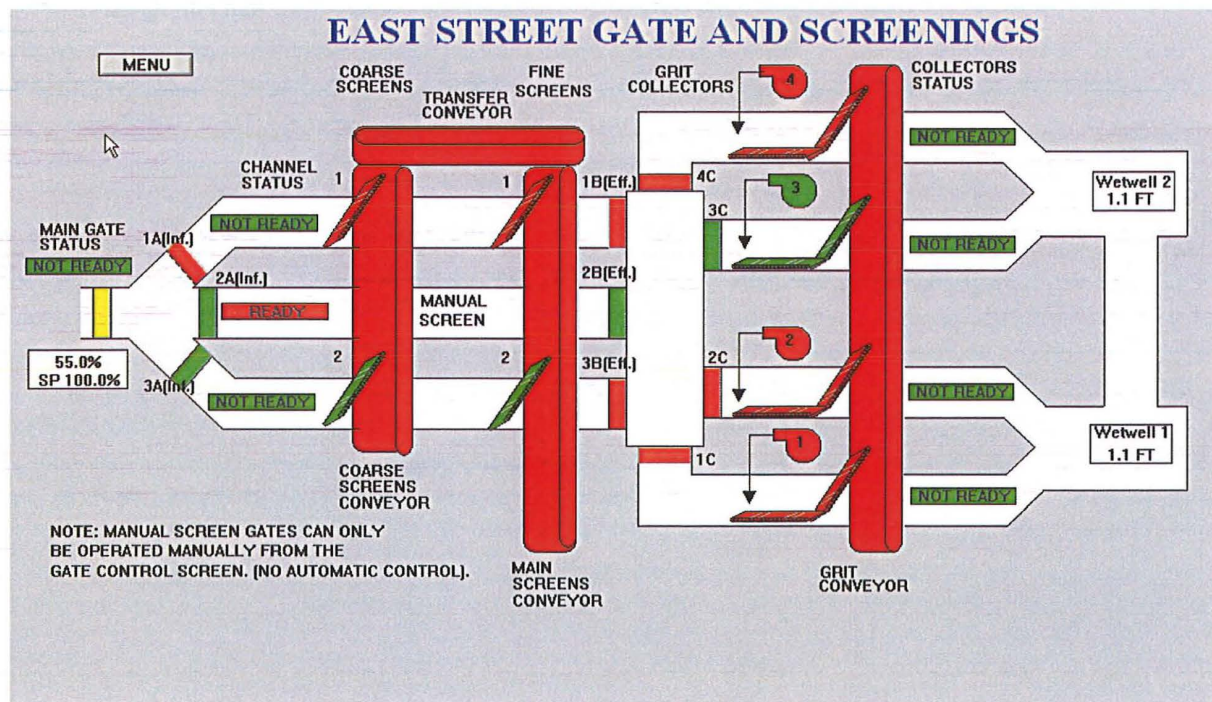 EAST STREET GATE AND SCREENINGS
MENU
COARSE
SCREENS
FINE
SCREENS
TRANSFER
CONVEYOR
GRIT
COLLECTORS
COLLECTORS
STATUS
4
NOT READY
CHANNEL
STATUS
1
1
1B(Eff.)
4C
3
Wetwell 2
1.1 FT
NOT READY
3C
MAIN GATE
STATUS
NOT READY
1A(Inf.)
NOT READY
2A(Inf.)
2B(Eff.)
READY
MANUAL
SCREEN
55.0%
SP 100.0%
3A(Inf.)
2
2
3B(Eff.)
2C
2
NOT READY
NOT READY
Wetwell 1
1.1 FT
1
1C
COARSE
SCREENS
CONVEYOR
NOT READY
NOTE: MANUAL SCREEN GATES CAN ONLY
BE OPERATED MANUALLY FROM THE
GATE CONTROL SCREEN. (NO AUTOMATIC CONTROL).
MAIN
SCREENS
CONVEYOR
GRIT
CONVEYOR